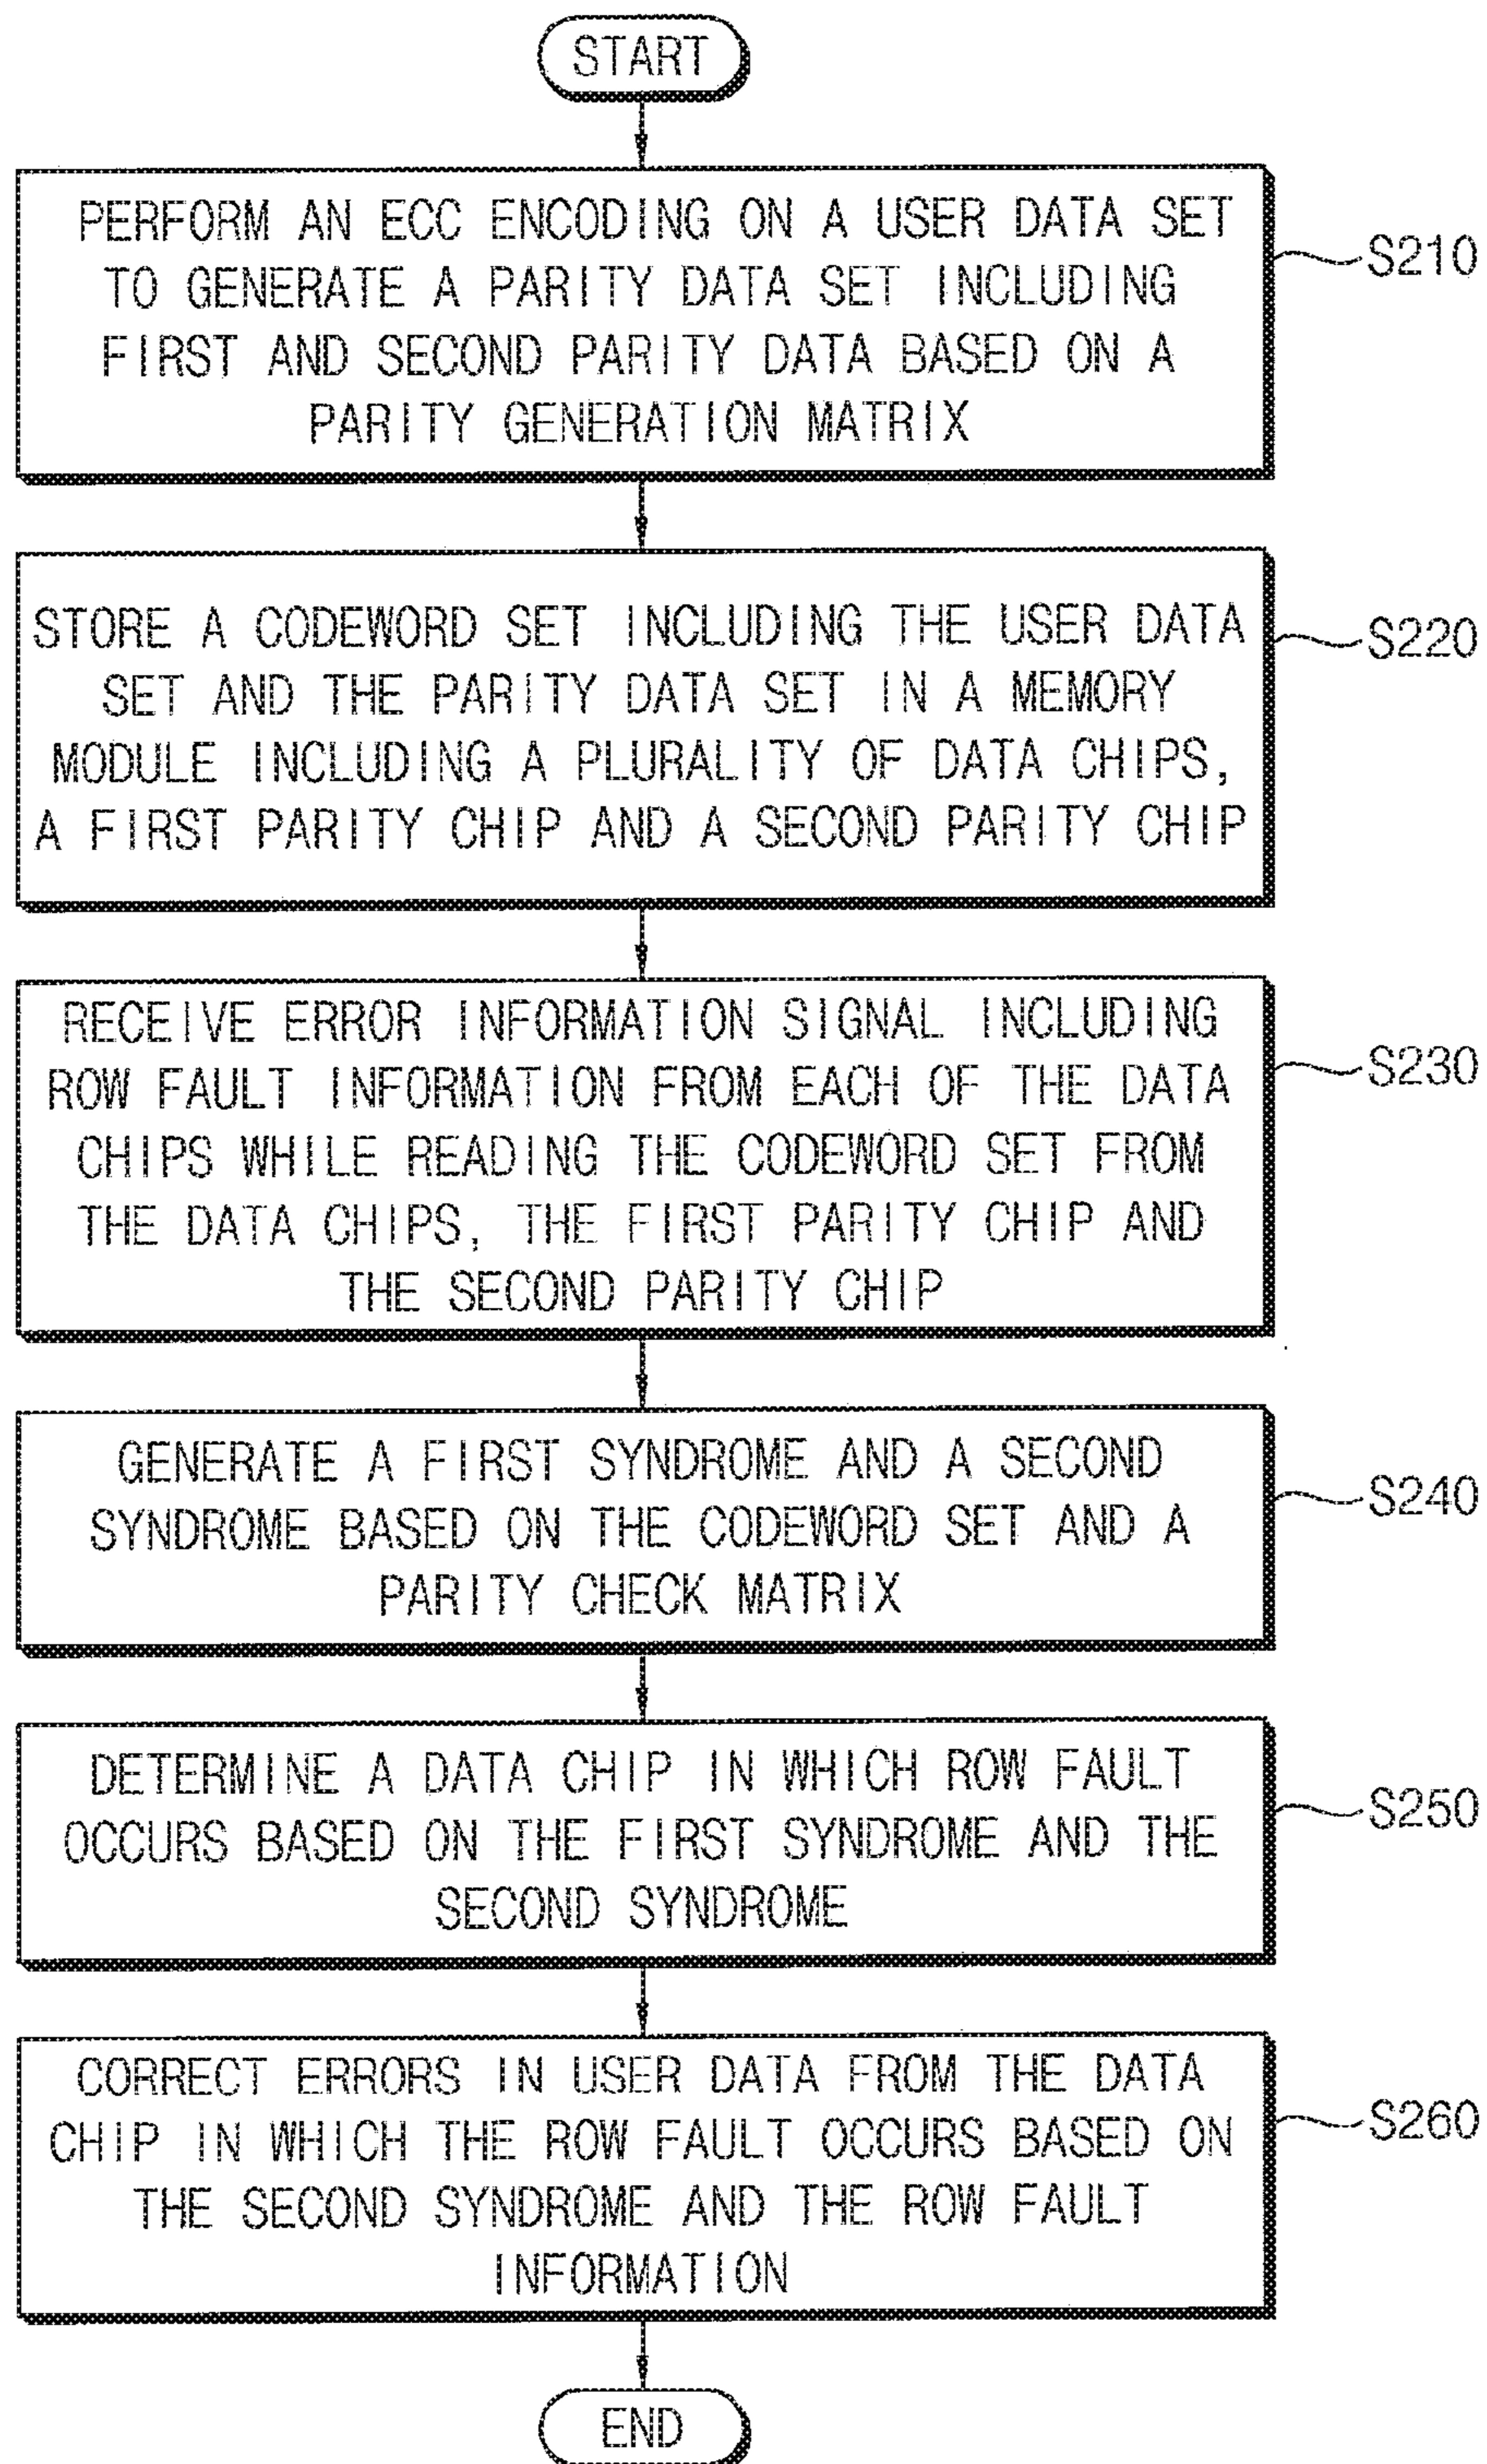 START
PERFORM AN ECC ENCODING ON A USER DATA SET
TO GENERATE A PARITY DATA SET INCLUDING
FIRST AND SECOND PARITY DATA BASED ON A
PARITY GENERATION MATRIX
S210
STORE A CODEWORD SET INCLUDING THE USER DATA
SET AND THE PARITY DATA SET IN A MEMORY
MODULE INCLUDING A PLURALITY OF DATA CHIPS,
A FIRST PARITY CHIP AND A SECOND PARITY CHIP
S220
RECEIVE ERROR INFORMATION SIGNAL INCLUDING
ROW FAULT INFORMATION FROM EACH OF THE DATA
CHIPS WHILE READING THE CODEWORD SET FROM
THE DATA CHIPS, THE FIRST PARITY CHIP AND
THE SECOND PARITY CHIP
S230
GENERATE A FIRST SYNDROME AND A SECOND
SYNDROME BASED ON THE CODEWORD SET AND A
PARITY CHECK MATRIX
S240
DETERMINE A DATA CHIP IN WHICH ROW FAULT
OCCURS BASED ON THE FIRST SYNDROME AND THE
SECOND SYNDROME
S250
CORRECT ERRORS IN USER DATA FROM THE DATA
CHIP IN WHICH THE ROW FAULT OCCURS BASED ON
THE SECOND SYNDROME AND THE ROW FAULT
INFORMATION
S260
END